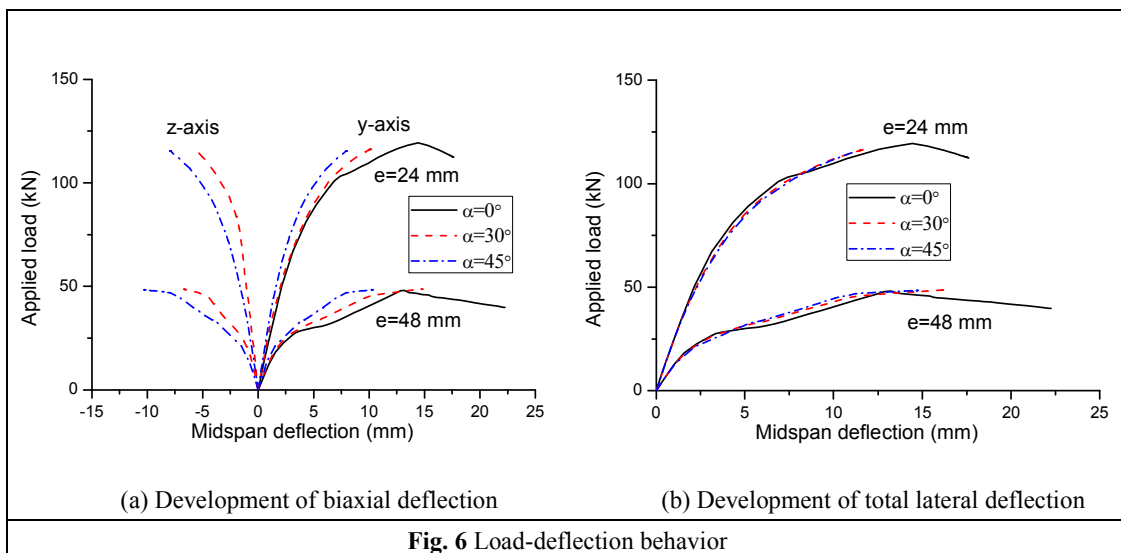 150
z-axis
y-axis
e=24 mm
100
α=0°
α=30°
α=45°
50
e=48 mm
0
-15 -10 -5 0 5 10 15 20 25
Applied load (kN)
Midspan deflection (mm)
150
e=24 mm
100
α=0°
α=30°
α=45°
50
e=48 mm
0
0 5 10 15 20 25
Applied load (kN)
Midspan deflection (mm)
(a) Development of biaxial deflection
(b) Development of total lateral deflection
Fig. 6 Load-deflection behavior